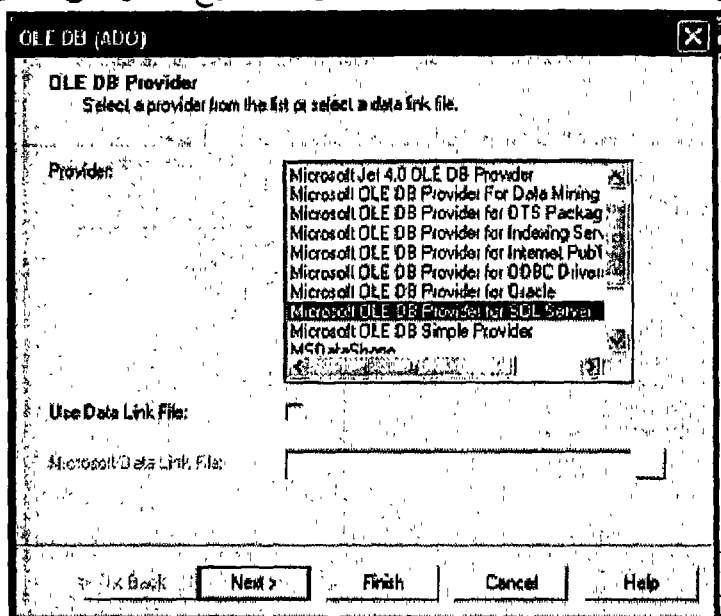 OLE DB (ADO)
OLE DB Provider
Select a provider from the list or select a data link file.
Provider:
Microsoft Jet 4.0 OLE DB Provider
Microsoft OLE DB Provider For Data Mining
Microsoft OLE DB Provider for DTS Packag
Microsoft OLE DB Provider for Indexing Serv
Microsoft OLE DB Provider for Internet Publ
Microsoft OLE DB Provider for ODBC Driver
Microsoft OLE DB Provider for Oracle
Microsoft OLE DB Provider for SQL Server
Microsoft OLE DB Simple Provider
MSDataShape
Use Data Link File:
Microsoft Data Link File:
< Back Next > Finish Cancel Help